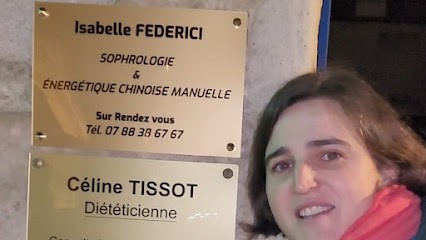 Isabelle FEDERICI
SOPHROLOGIE
&
ÉNERGÉTIQUE CHINOISE MANUELLE
Sur Rendez vous
Tél. 07 88 38 67 67
Céline TISSOT
Diététicienne